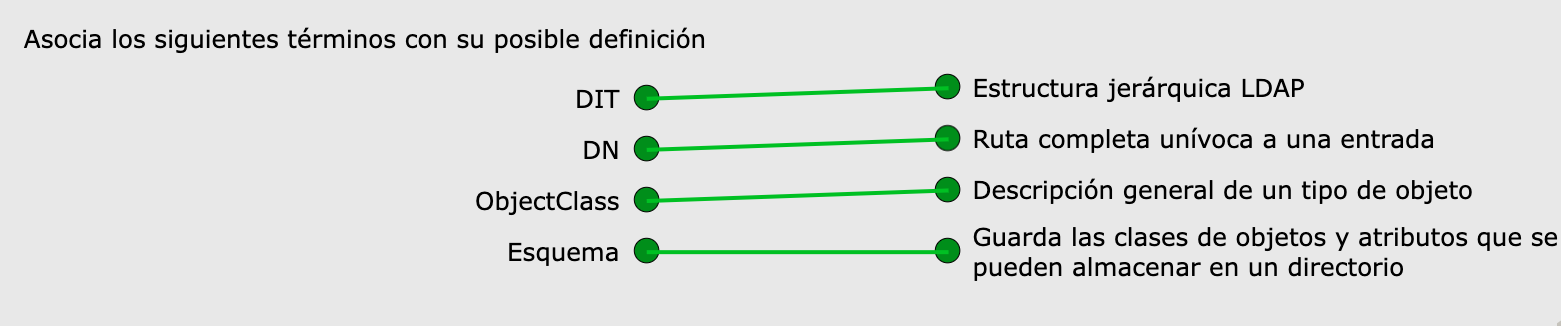 Asocia los siguientes términos con su posible definición
DIT
Estructura jerárquica LDAP
DN
Ruta completa unívoca a una entrada
ObjectClass
Descripción general de un tipo de objeto
Esquema
Guarda las clases de objetos y atributos que se
pueden almacenar en un directorio